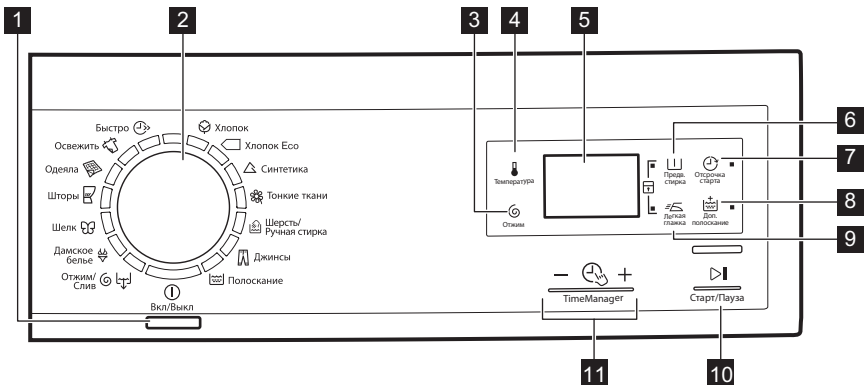 1
2
3
4
5
6
7
8
9
10
11
Быстро
Освежить
Одеяла
Шторы
Шелк
Дамское
белье
Отжим/
Слив
Вкл/Выкл
Хлопок
Хлопок Eco
Синтетика
Тонкие ткани
Шерсть/
Ручная стирка
Джинсы
Полоскание
Температура
Отжим
Предв.
стирка
Отсрочка
старта
Легкая
глажка
Доп.
полоскание
TimeManager
Старт/Пауза